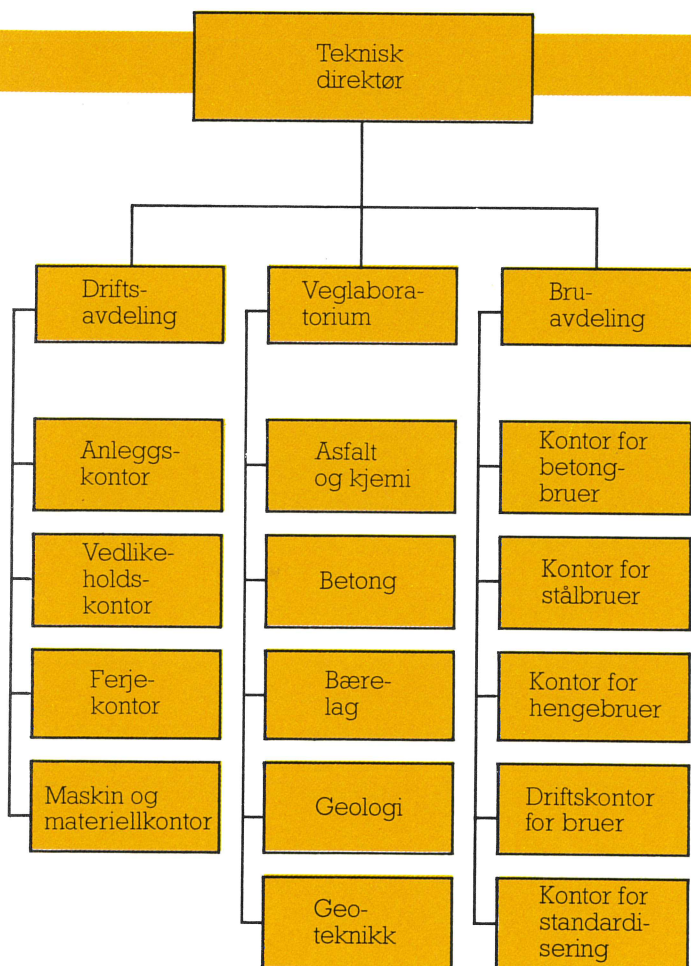 Teknisk
direktør
Drifts-
avdeling
Anleggs-
kontor
Vedlike-
holds-
kontor
Ferje-
kontor
Maskin og
materiellkontor
Veglabora-
torium
Asfalt
og kjemi
Betong
Bære-
lag
Geologi
Geo-
teknikk
Bru-
avdeling
Kontor for
betong-
bruer
Kontor for
stålbruer
Kontor for
hengebruer
Driftskontor
for bruer
Kontor for
standardi-
sering